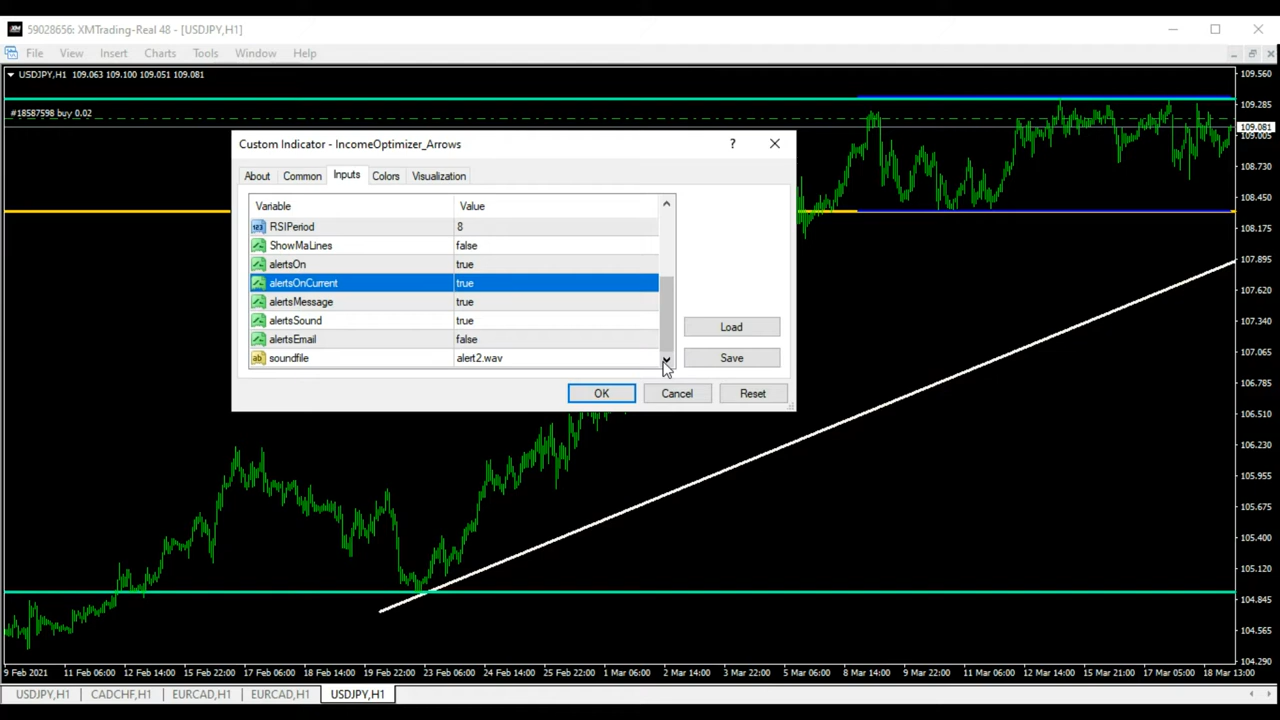 59028656: XMTrading-Real 48 - [USDJPY,H1]
File View Insert Charts Tools Window Help
USDJPY,H1 109.063 109.100 109.051 109.081
#18587598 buy 0.02
Custom Indicator - IncomeOptimizer_Arrows
About Common Inputs Colors Visualization
Variable Value
RSIPeriod 8
ShowMaLines false
alertsOn true
alertsOnCurrent true
alertsMessage true
alertsSound true
alertsEmail false
soundfile alert2.wav
Load
Save
OK Cancel Reset
109.560
109.285
109.081
109.005
108.730
108.450
108.175
107.895
107.620
107.340
107.065
106.785
106.510
106.230
105.955
105.675
105.400
105.120
104.845
104.565
104.290
9 Feb 2021 11 Feb 06:00 12 Feb 14:00 15 Feb 22:00 17 Feb 06:00 18 Feb 14:00 19 Feb 22:00 23 Feb 06:00 24 Feb 14:00 25 Feb 22:00 1 Mar 06:00 2 Mar 14:00 3 Mar 22:00 5 Mar 06:00 8 Mar 14:00 9 Mar 22:00 11 Mar 06:00 12 Mar 14:00 15 Mar 21:00 17 Mar 05:00 18 Mar 13:00
USDJPY,H1 CADCHF,H1 EURCAD,H1 EURCAD,H1 USDJPY,H1